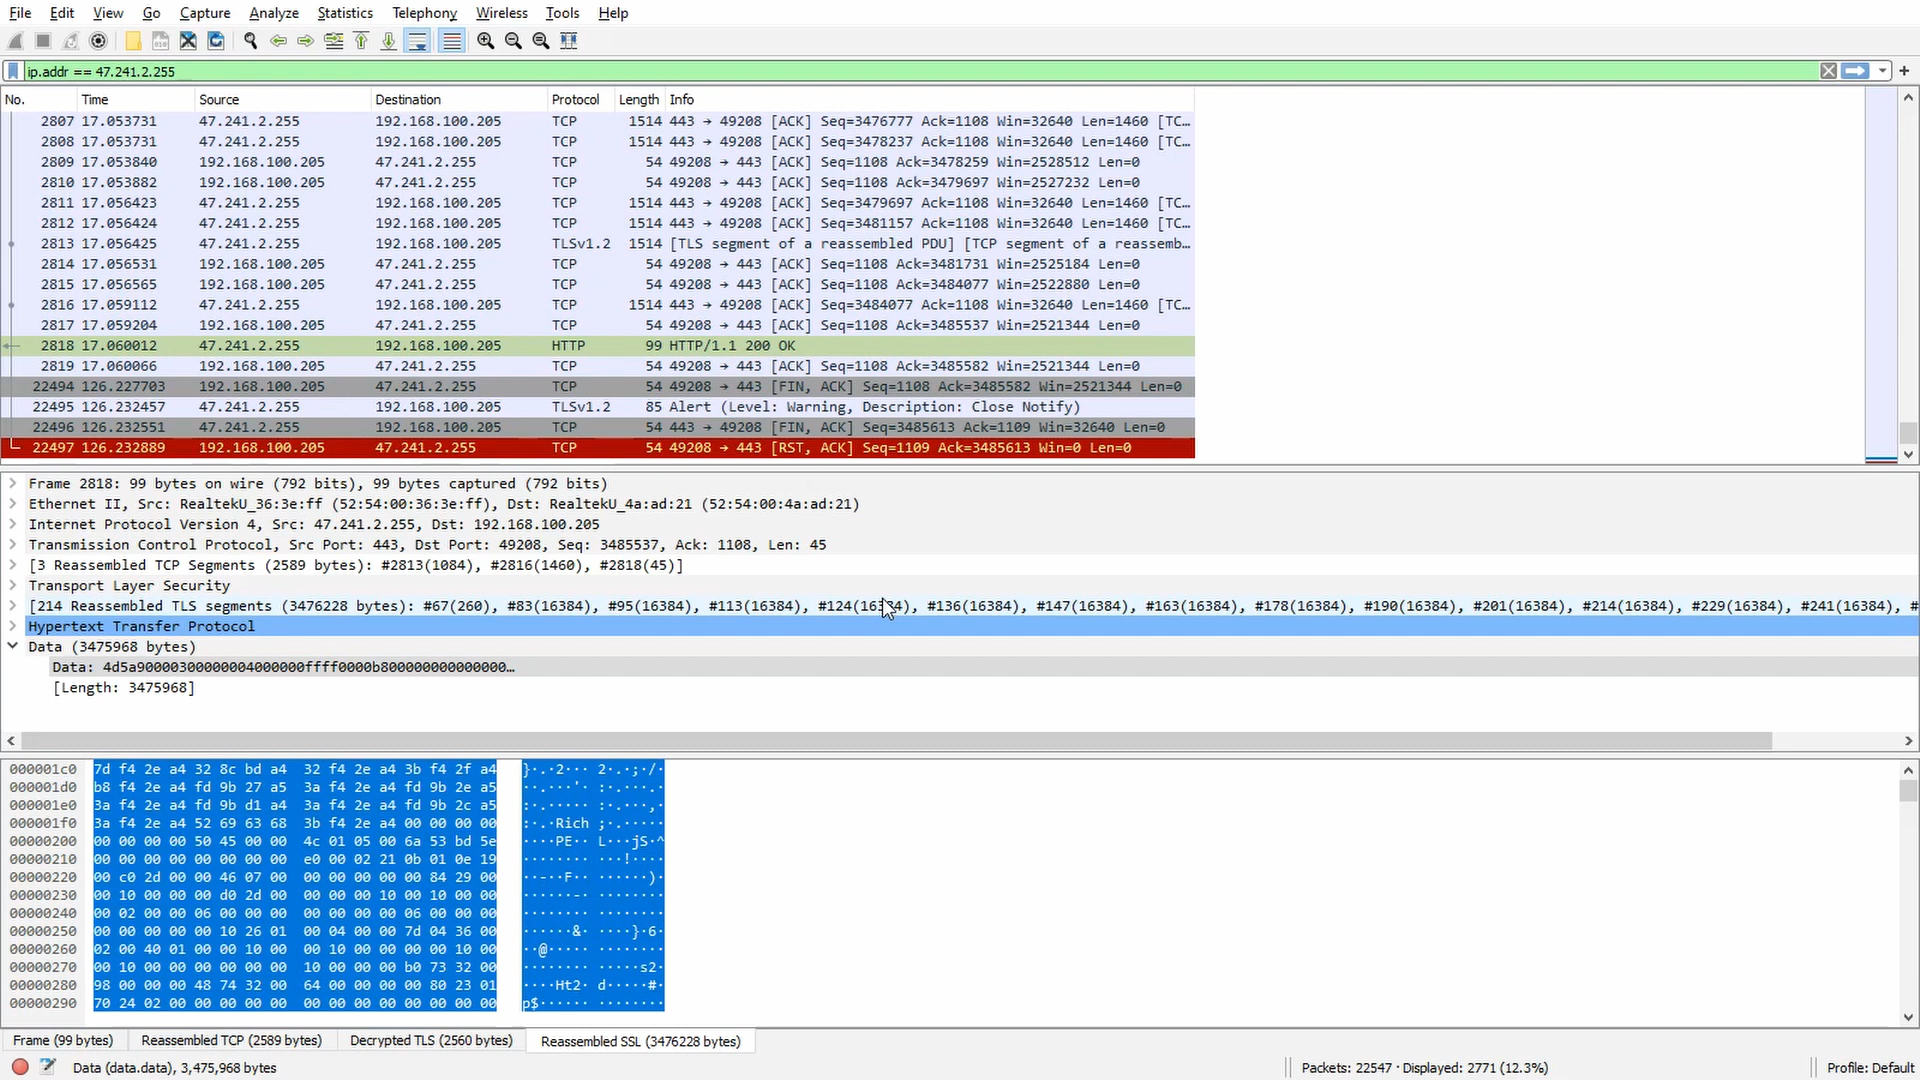 File Edit View Go Capture Analyze Statistics Telephony Wireless Tools Help
ip.addr == 47.241.2.255
No. Time Source Destination Protocol Length Info
2807 17.053731 47.241.2.255 192.168.100.205 TCP 1514 443 → 49208 [ACK] Seq=3476777 Ack=1108 Win=32640 Len=1460 [TC…
2808 17.053731 47.241.2.255 192.168.100.205 TCP 1514 443 → 49208 [ACK] Seq=3478237 Ack=1108 Win=32640 Len=1460 [TC…
2809 17.053840 192.168.100.205 47.241.2.255 TCP 54 49208 → 443 [ACK] Seq=1108 Ack=3478259 Win=2528512 Len=0
2810 17.053882 192.168.100.205 47.241.2.255 TCP 54 49208 → 443 [ACK] Seq=1108 Ack=3479697 Win=2527232 Len=0
2811 17.056423 47.241.2.255 192.168.100.205 TCP 1514 443 → 49208 [ACK] Seq=3479697 Ack=1108 Win=32640 Len=1460 [TC…
2812 17.056424 47.241.2.255 192.168.100.205 TCP 1514 443 → 49208 [ACK] Seq=3481157 Ack=1108 Win=32640 Len=1460 [TC…
2813 17.056425 47.241.2.255 192.168.100.205 TLSv1.2 1514 [TLS segment of a reassembled PDU] [TCP segment of a reassemb…
2814 17.056531 192.168.100.205 47.241.2.255 TCP 54 49208 → 443 [ACK] Seq=1108 Ack=3481731 Win=2525184 Len=0
2815 17.056565 192.168.100.205 47.241.2.255 TCP 54 49208 → 443 [ACK] Seq=1108 Ack=3484077 Win=2522880 Len=0
2816 17.059112 47.241.2.255 192.168.100.205 TCP 1514 443 → 49208 [ACK] Seq=3484077 Ack=1108 Win=32640 Len=1460 [TC…
2817 17.059204 192.168.100.205 47.241.2.255 TCP 54 49208 → 443 [ACK] Seq=1108 Ack=3485537 Win=2521344 Len=0
2818 17.060012 47.241.2.255 192.168.100.205 HTTP 99 HTTP/1.1 200 OK
2819 17.060066 192.168.100.205 47.241.2.255 TCP 54 49208 → 443 [ACK] Seq=1108 Ack=3485582 Win=2521344 Len=0
22494 126.227703 192.168.100.205 47.241.2.255 TCP 54 49208 → 443 [FIN, ACK] Seq=1108 Ack=3485582 Win=2521344 Len=0
22495 126.232457 47.241.2.255 192.168.100.205 TLSv1.2 85 Alert (Level: Warning, Description: Close Notify)
22496 126.232551 47.241.2.255 192.168.100.205 TCP 54 443 → 49208 [FIN, ACK] Seq=3485613 Ack=1109 Win=32640 Len=0
22497 126.232889 192.168.100.205 47.241.2.255 TCP 54 49208 → 443 [RST, ACK] Seq=1109 Ack=3485613 Win=0 Len=0
Frame 2818: 99 bytes on wire (792 bits), 99 bytes captured (792 bits)
Ethernet II, Src: RealtekU_36:3e:ff (52:54:00:36:3e:ff), Dst: RealtekU_4a:ad:21 (52:54:00:4a:ad:21)
Internet Protocol Version 4, Src: 47.241.2.255, Dst: 192.168.100.205
Transmission Control Protocol, Src Port: 443, Dst Port: 49208, Seq: 3485537, Ack: 1108, Len: 45
[3 Reassembled TCP Segments (2589 bytes): #2813(1084), #2816(1460), #2818(45)]
Transport Layer Security
[214 Reassembled TLS segments (3476228 bytes): #67(260), #83(16384), #95(16384), #113(16384), #124(16384), #136(16384), #147(16384), #163(16384), #178(16384), #190(16384), #201(16384), #214(16384), #229(16384), #241(16384), #
Hypertext Transfer Protocol
Data (3475968 bytes)
Data: 4d5a90000300000004000000ffff0000b800000000000000…
[Length: 3475968]
000001c0 7d f4 2e a4 32 8c bd a4 32 f4 2e a4 3b f4 2f a4 }·.·2··· 2·.·;·/·
000001d0 b8 f4 2e a4 fd 9b 27 a5 3a f4 2e a4 fd 9b 2e a5 ··.···'· :·.···.·
000001e0 3a f4 2e a4 fd 9b d1 a4 3a f4 2e a4 fd 9b 2c a5 :·.····· :·.···,·
000001f0 3a f4 2e a4 52 69 63 68 3b f4 2e a4 00 00 00 00 :·.·Rich ;·.·····
00000200 00 00 00 00 50 45 00 00 4c 01 05 00 6a 53 bd 5e ····PE·· L···jS·^
00000210 00 00 00 00 00 00 00 00 e0 00 02 21 0b 01 0e 19 ········ ···!····
00000220 00 c0 2d 00 00 46 07 00 00 00 00 00 84 29 00 00 ··-··F·· ·····)··
00000230 00 10 00 00 00 d0 2d 00 00 00 00 10 00 10 00 00 ······-· ········
00000240 00 02 00 00 06 00 00 00 00 00 00 00 06 00 00 00 ········ ········
00000250 00 00 00 00 00 10 26 01 00 04 00 00 7d 04 36 00 ······&· ····}·6·
00000260 02 00 40 01 00 00 10 00 00 10 00 00 00 00 10 00 ··@····· ········
00000270 00 10 00 00 00 00 00 00 10 00 00 00 b0 73 32 00 ········ ·····s2·
00000280 98 00 00 00 48 74 32 00 64 00 00 00 00 80 23 01 ····Ht2· d·····#·
00000290 70 24 02 00 00 00 00 00 00 00 00 00 00 00 00 00 p$······ ········
Frame (99 bytes) Reassembled TCP (2589 bytes) Decrypted TLS (2560 bytes) Reassembled SSL (3476228 bytes)
Data (data.data), 3,475,968 bytes Packets: 22547 · Displayed: 2771 (12.3%) Profile: Default